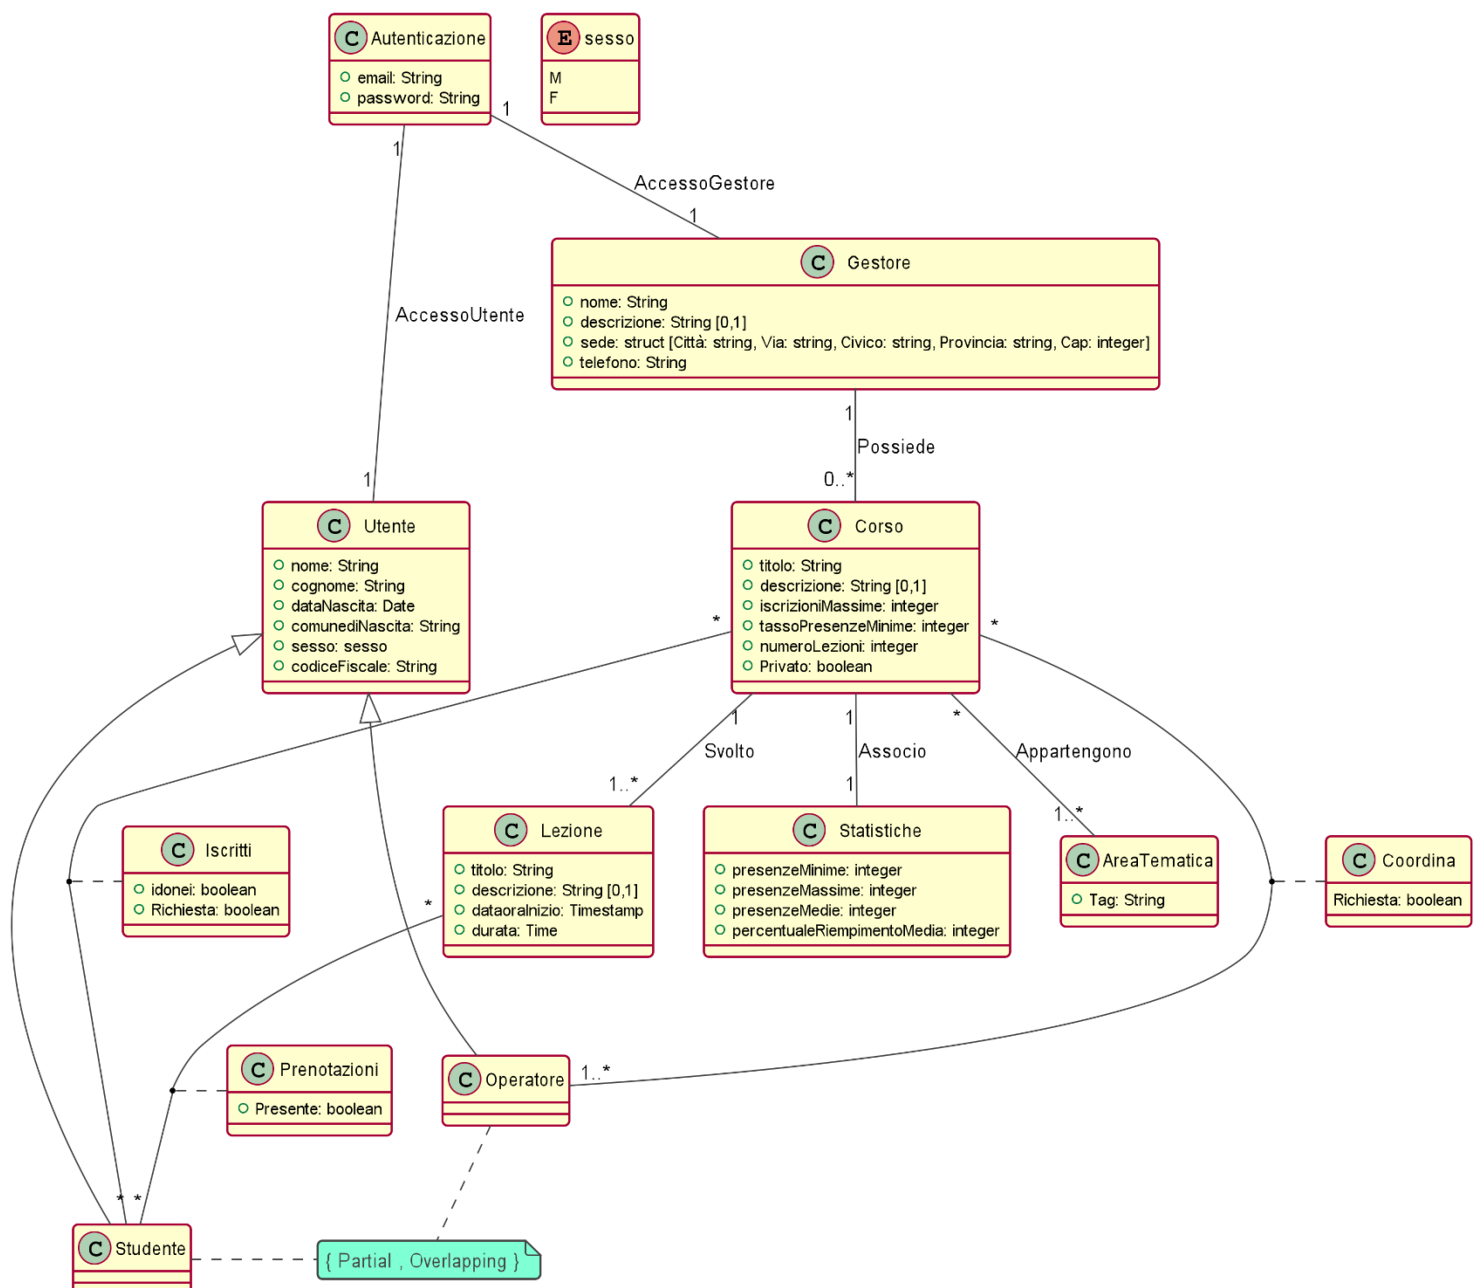 C Autenticazione
email: String
password: String
E sesso
M
F
1
1
AccessoGestore
1
C Gestore
nome: String
descrizione: String [0,1]
sede: struct [Città: string, Via: string, Civico: string, Provincia: string, Cap: integer]
telefono: String
AccessoUtente
1
1
Possiede
0..*
C Utente
nome: String
cognome: String
dataNascita: Date
comunediNascita: String
sesso: sesso
codiceFiscale: String
C Corso
titolo: String
descrizione: String [0,1]
iscrizioniMassime: integer
tassoPresenzeMinime: integer
numeroLezioni: integer
Privato: boolean
*
*
1
1
*
Svolto
Associo
Appartengono
1..*
1
1..*
C Iscritti
idonei: boolean
Richiesta: boolean
C Lezione
titolo: String
descrizione: String [0,1]
dataoraInizio: Timestamp
durata: Time
C Statistiche
presenzeMinime: integer
presenzeMassime: integer
presenzeMedie: integer
percentualeRiempimentoMedia: integer
C AreaTematica
Tag: String
C Coordina
Richiesta: boolean
*
C Prenotazioni
Presente: boolean
C Operatore
1..*
*
*
C Studente
{ Partial , Overlapping }